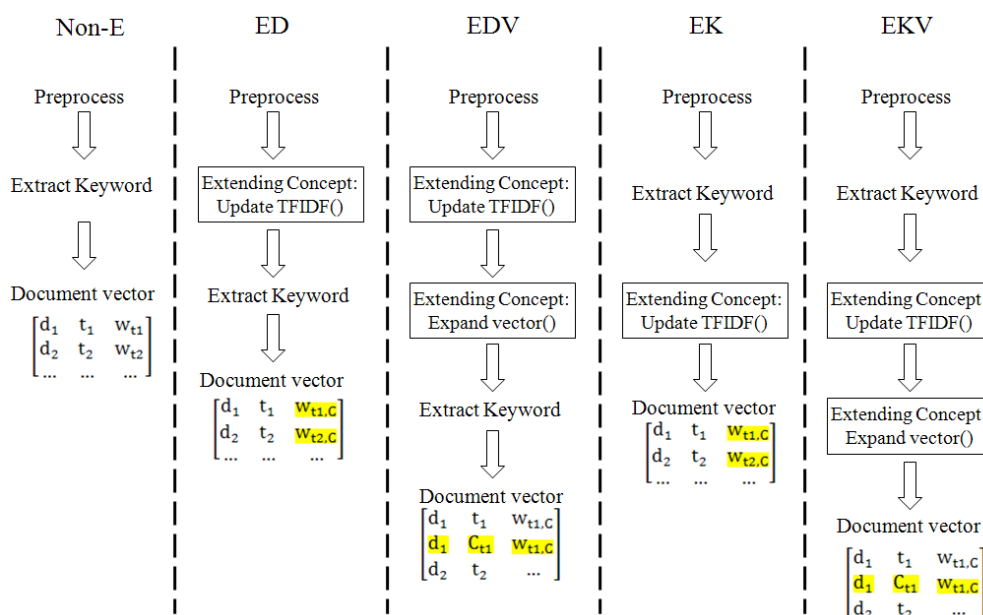 Non-E
Preprocess
Extract Keyword
Document vector
d1 t1 wt1
d2 t2 wt2
... ... ...
ED
Preprocess
Extending Concept:
Update TFIDF()
Extract Keyword
Document vector
d1 t1 wt1,C
d2 t2 wt2,C
... ... ...
EDV
Preprocess
Extending Concept:
Update TFIDF()
Extending Concept:
Expand vector()
Extract Keyword
Document vector
d1 t1 wt1,C
d1 Ct1 wt1,C
d2 t2 ...
EK
Preprocess
Extract Keyword
Extending Concept:
Update TFIDF()
Document vector
d1 t1 wt1,C
d2 t2 wt2,C
... ... ...
EKV
Preprocess
Extract Keyword
Extending Concept
Update TFIDF()
Extending Concept
Expand vector()
Document vector
d1 t1 wt1,C
d1 Ct1 wt1,C
d2 t2 ...